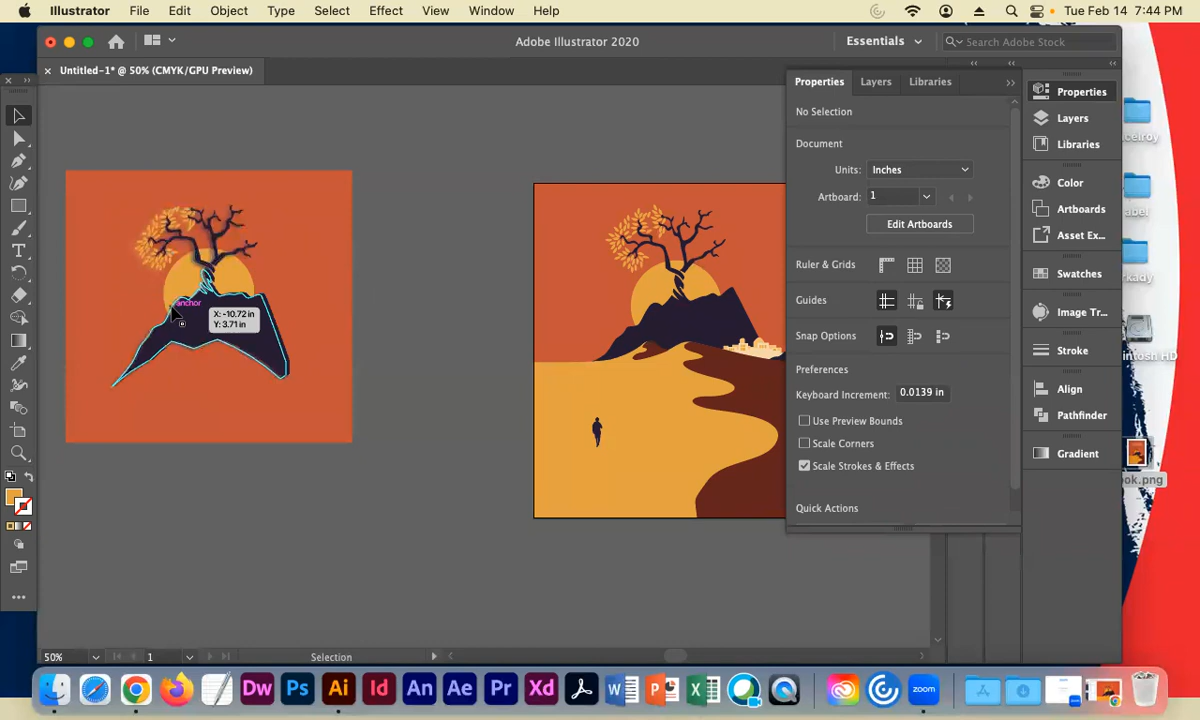 Illustrator File Edit Object Type Select Effect View Window Help Tue Feb 14 7:44 PM
Adobe Illustrator 2020 Essentials Search Adobe Stock
Untitled-1* @ 50% (CMYK/GPU Preview)
Properties Layers Libraries
No Selection
Document
Units: Inches
Artboard: 1
Edit Artboards
Ruler & Grids
Guides
Snap Options
Preferences
Keyboard Increment: 0.0139 in
Use Preview Bounds
Scale Corners
Scale Strokes & Effects
Quick Actions
Properties
Layers
Libraries
Color
Artboards
Asset Ex...
Swatches
Image Tr...
Stroke
Align
Pathfinder
Gradient
anchor
X: -10.72 in
Y: 3.71 in
ook.png
50% 1 Selection
Dw Ps Ai Id An Ae Pr Xd W P X zoom